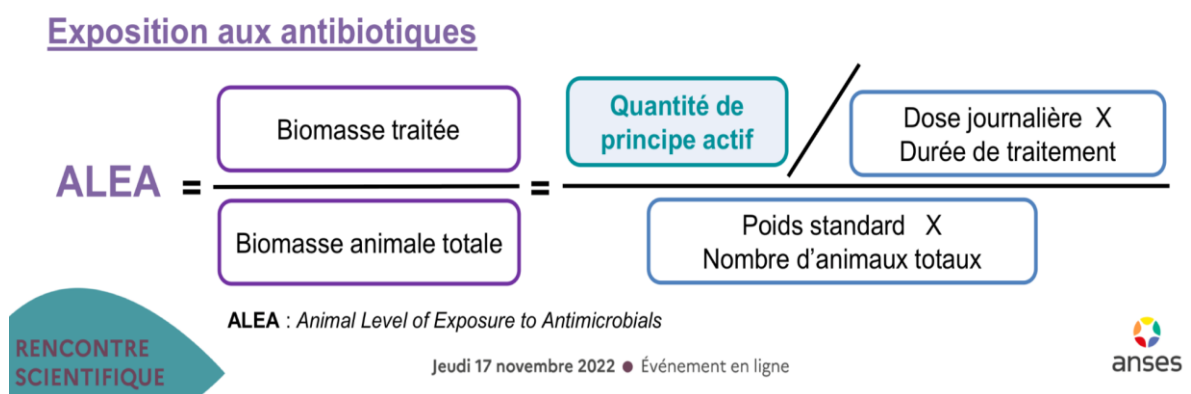 Exposition aux antibiotiques
ALEA = Biomasse traitée
Biomasse animale totale
=
Quantité de
principe actif
/
Dose journalière X
Durée de traitement
Poids standard X
Nombre d'animaux totaux
ALEA : Animal Level of Exposure to Antimicrobials
RENCONTRE
SCIENTIFIQUE
Jeudi 17 novembre 2022 ● Événement en ligne
anses